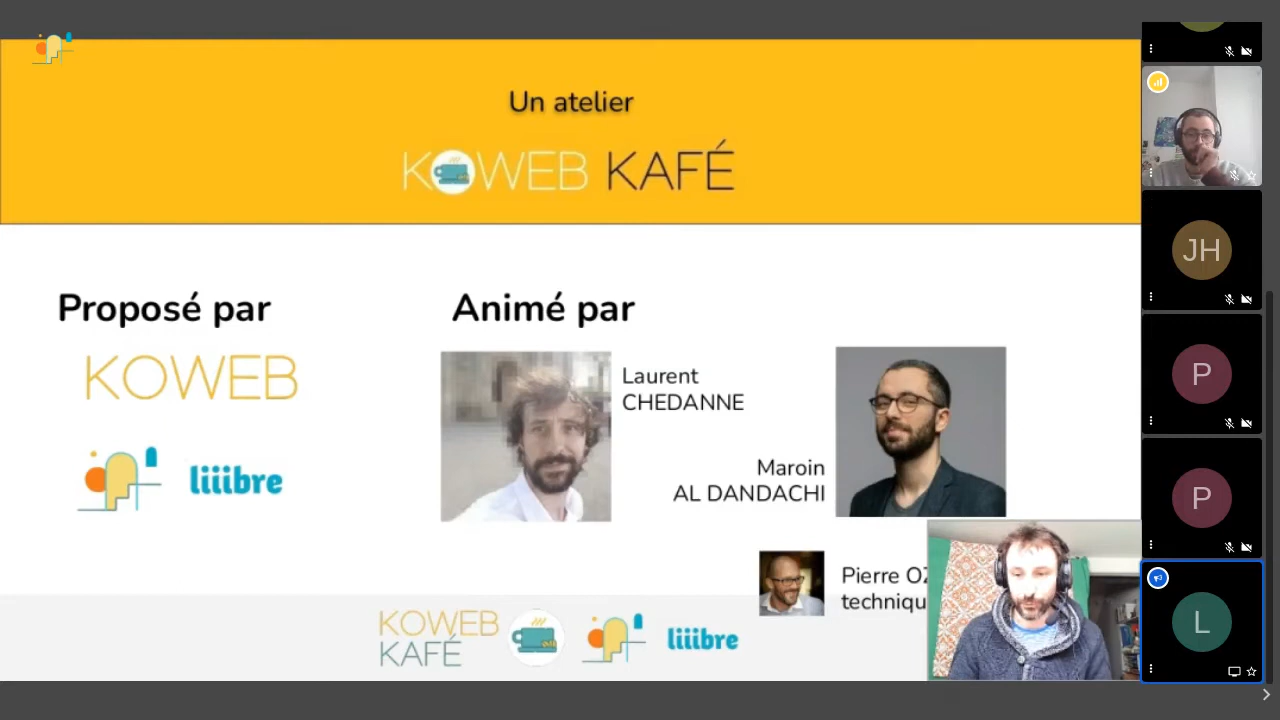 Un atelier
KOWEB KAFÉ
Proposé par
Animé par
KOWEB
liiibre
Laurent
CHEDANNE
Maroin
AL DANDACHI
Pierre
KOWEB
KAFÉ
liiibre
JH
P
P
L